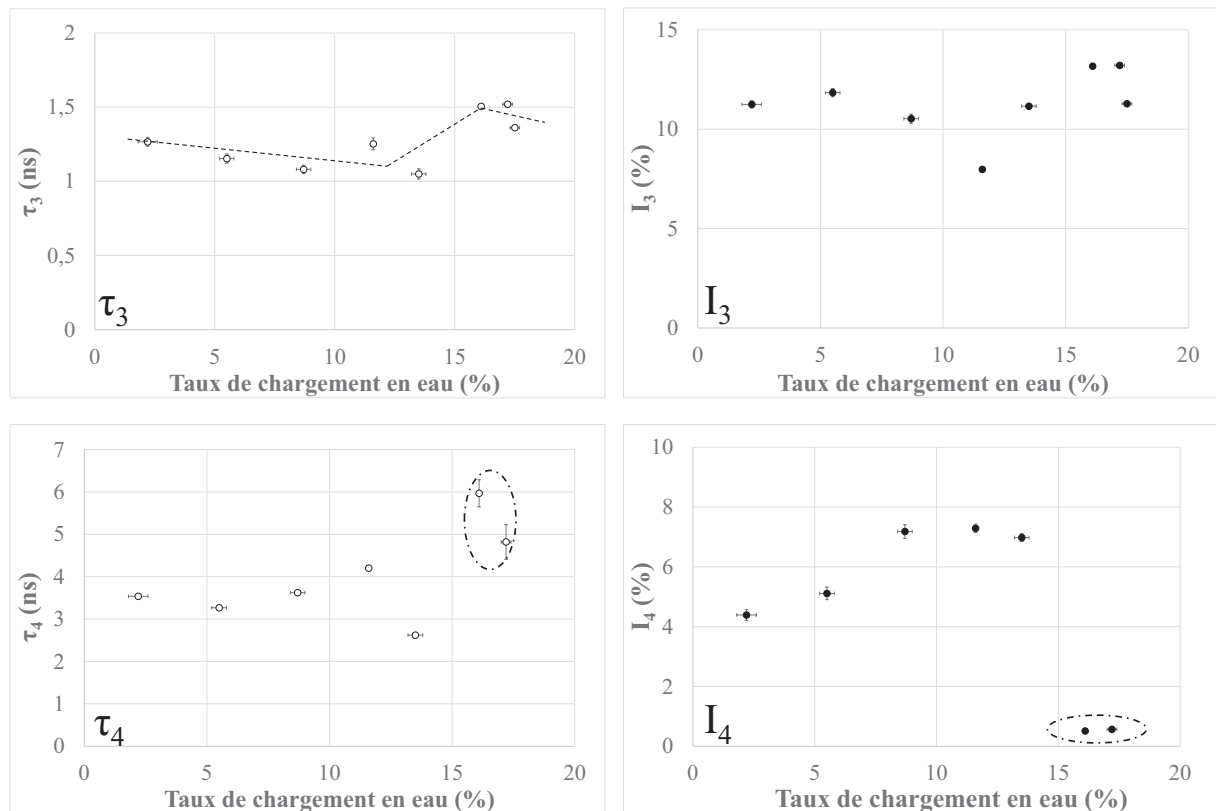 2
1.5
1
0,5
0
τ₃ (ns)
τ₃
0 5 10 15 20
Taux de chargement en eau (%)
15
10
5
0
I₃ (%)
I₃
0 5 10 15 20
Taux de chargement en eau (%)
7
6
5
4
3
2
1
0
τ₄ (ns)
τ₄
0 5 10 15 20
Taux de chargement en eau (%)
10
8
6
4
2
0
I₄ (%)
I₄
0 5 10 15 20
Taux de chargement en eau (%)